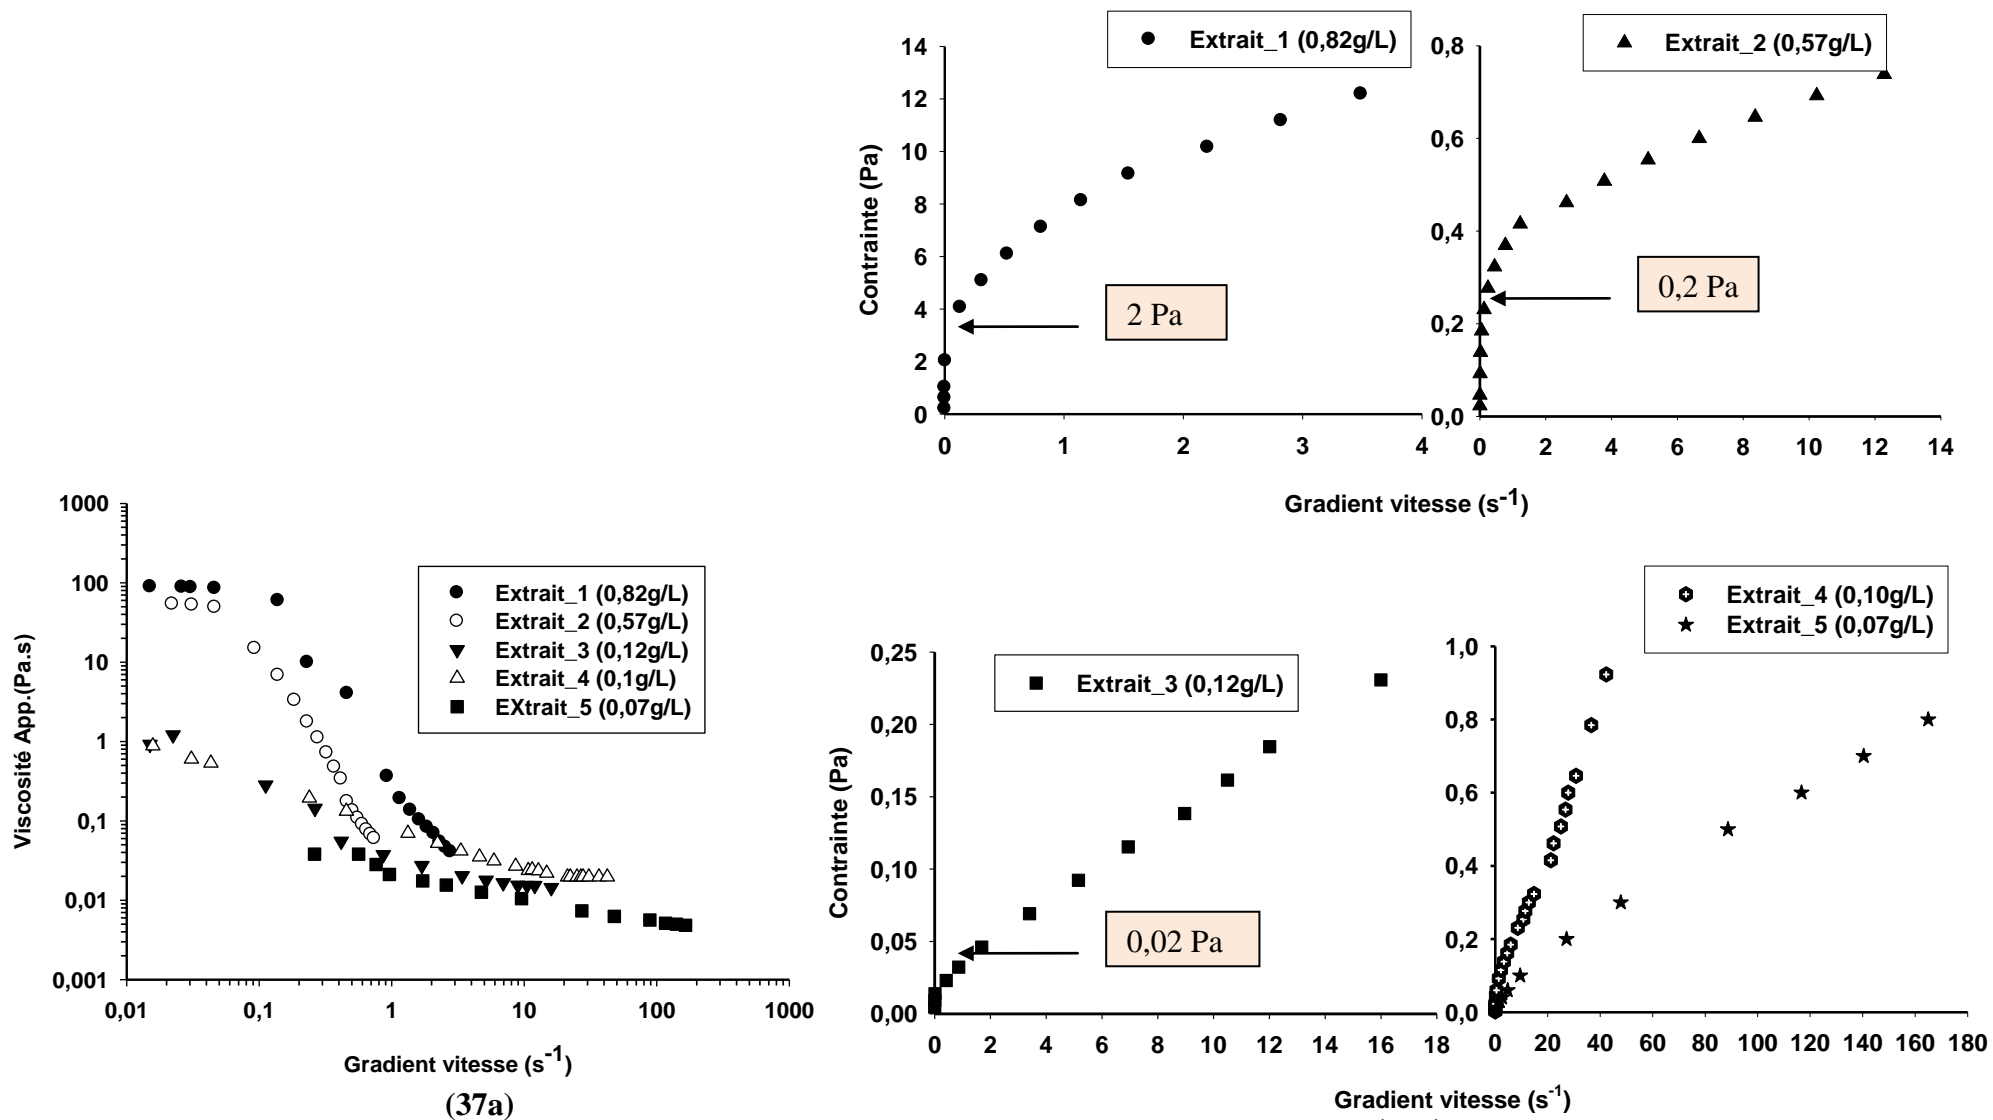 Extrait_1 (0,82g/L)
14
12
10
8
6
4
2
0
Contrainte (Pa)
2 Pa
0 1 2 3 4
Extrait_2 (0,57g/L)
0,8
0,6
0,4
0,2
0,0
0,2 Pa
0 2 4 6 8 10 12 14
Gradient vitesse (s-1)
1000
100
10
1
0,1
0,01
0,001
Viscosité App.(Pa.s)
Extrait_1 (0,82g/L)
Extrait_2 (0,57g/L)
Extrait_3 (0,12g/L)
Extrait_4 (0,1g/L)
EXtrait_5 (0,07g/L)
0,01 0,1 1 10 100 1000
Gradient vitesse (s-1)
(37a)
0,25
0,20
0,15
0,10
0,05
0,00
Contrainte (Pa)
Extrait_3 (0,12g/L)
0,02 Pa
0 2 4 6 8 10 12 14 16 18
Extrait_4 (0,10g/L)
Extrait_5 (0,07g/L)
1,0
0,8
0,6
0,4
0,2
0,0
0 20 40 60 80 100 120 140 160 180
Gradient vitesse (s-1)